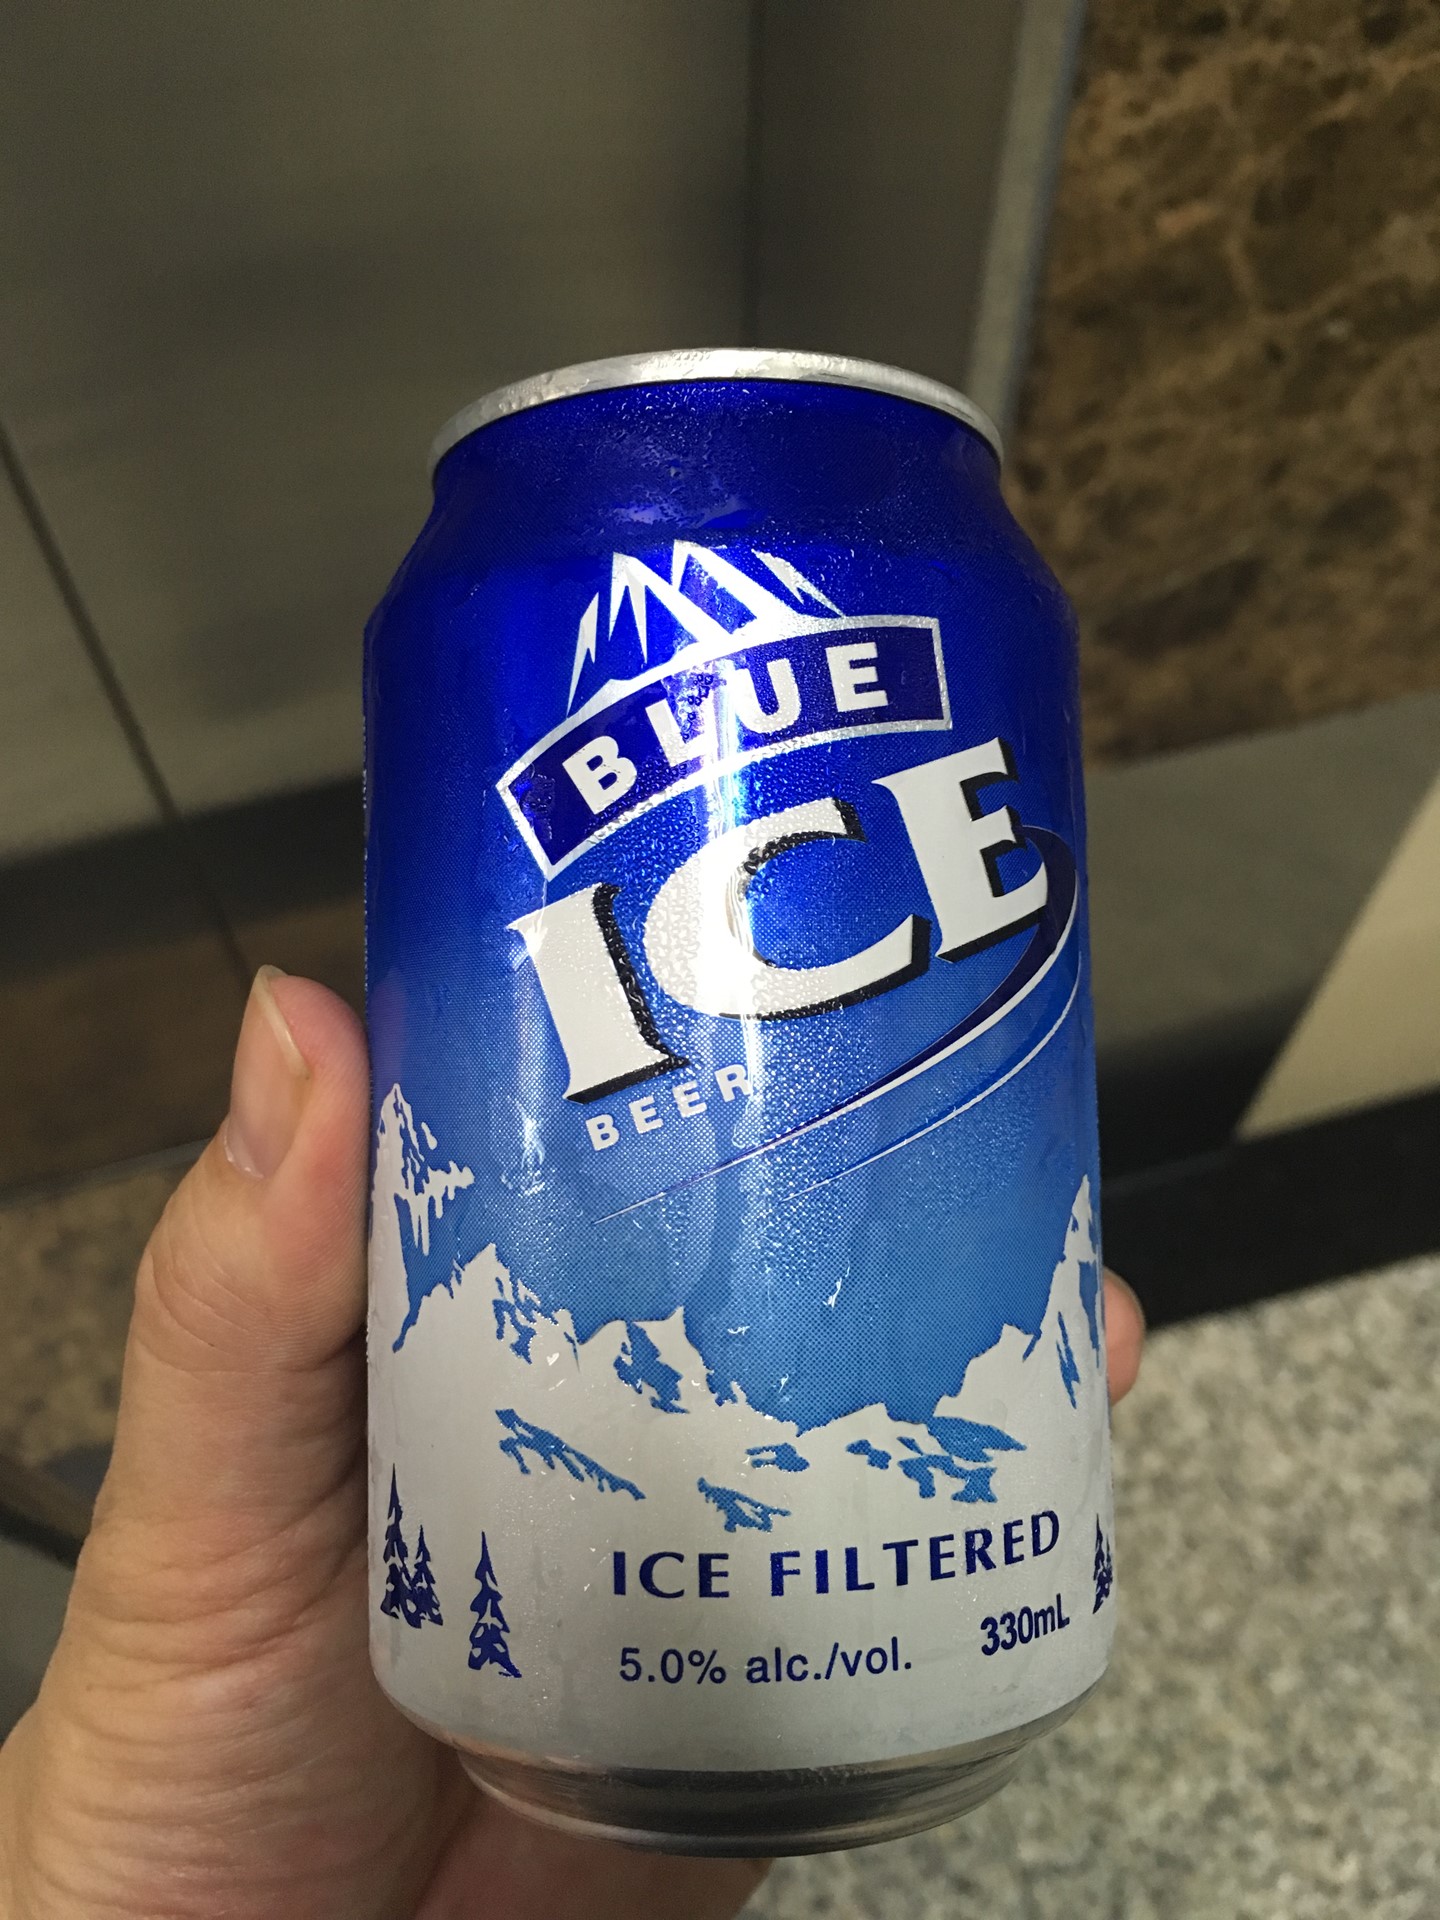 BLUE
ICE
BEER
ICE FILTERED
330mL
5.0% alc./vol.